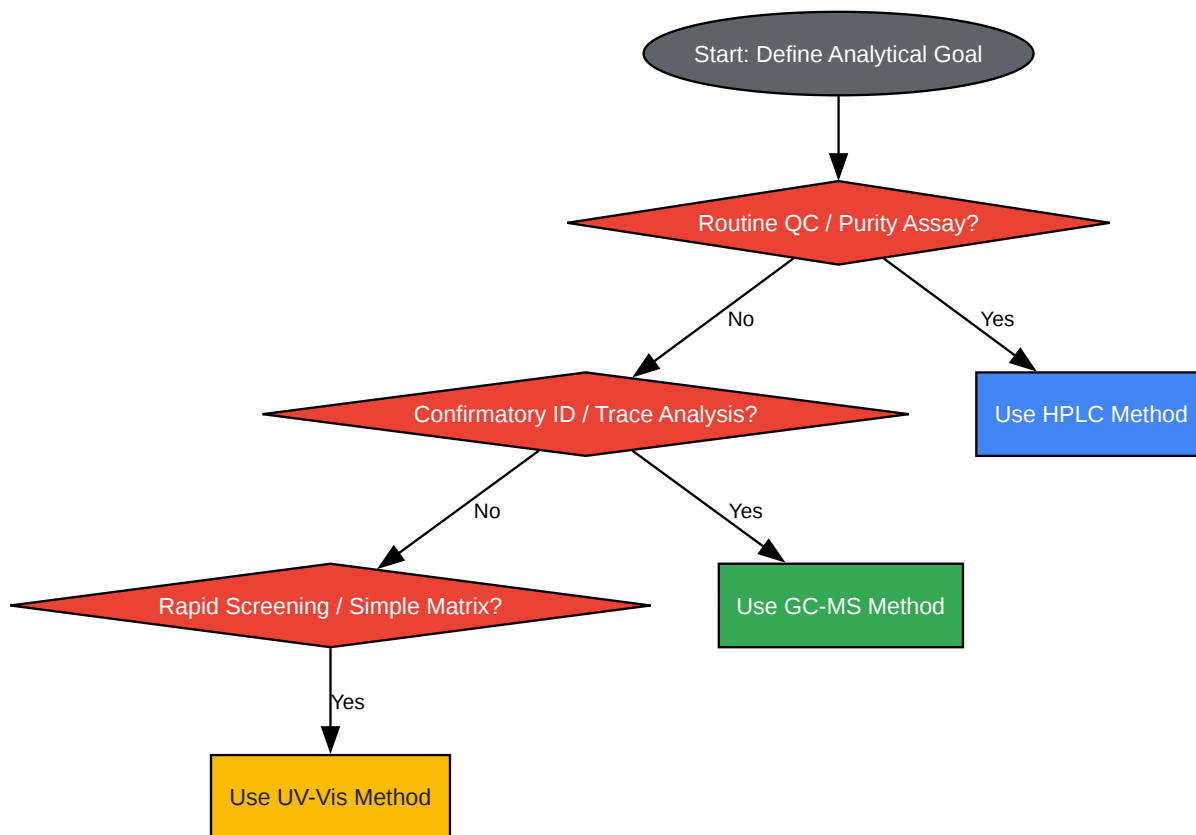 Start: Define Analytical Goal
Routine QC / Purity Assay?
No
Yes
Confirmatory ID / Trace Analysis?
Use HPLC Method
No
Yes
Rapid Screening / Simple Matrix?
Use GC-MS Method
Yes
Use UV-Vis Method